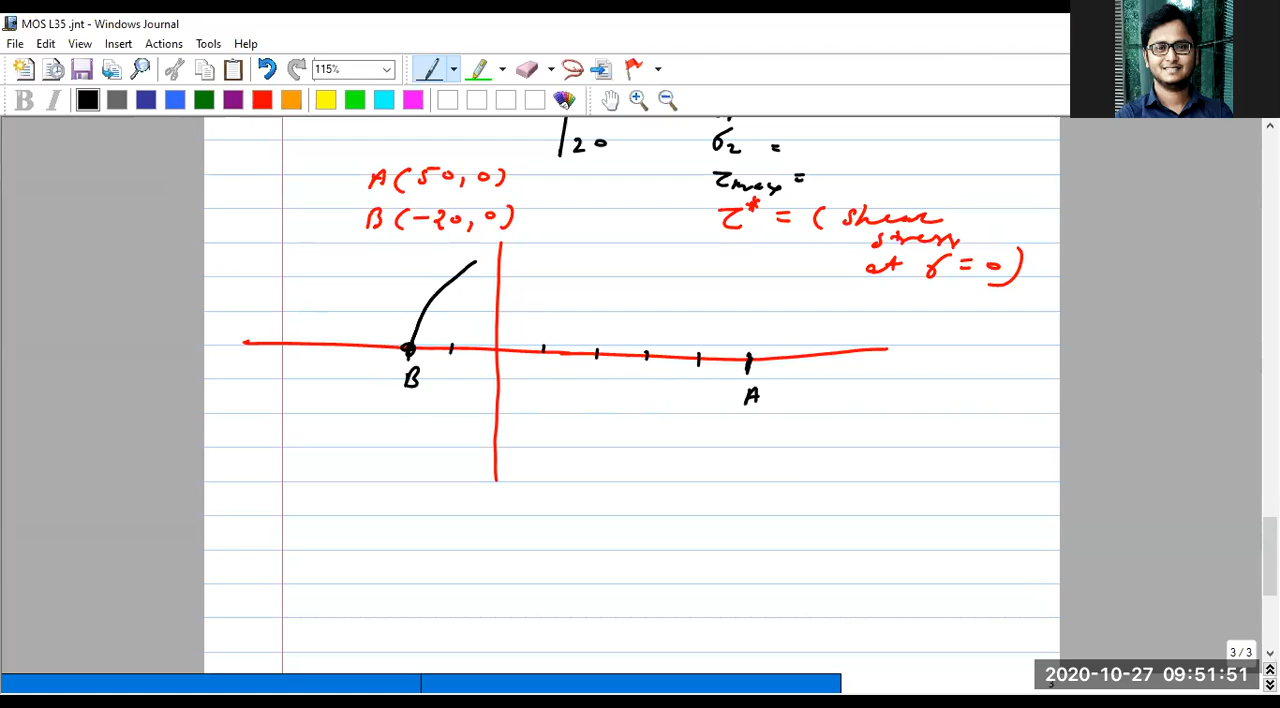 MOS L35 .jnt - Windows Journal
File Edit View Insert Actions Tools Help
115%
B I
20
σ2 =
A(50,0)
τmax =
B(-20,0)
τ* = (shear
stress
at σ = 0)
B
A
3 / 3
2020-10-27 09:51:51